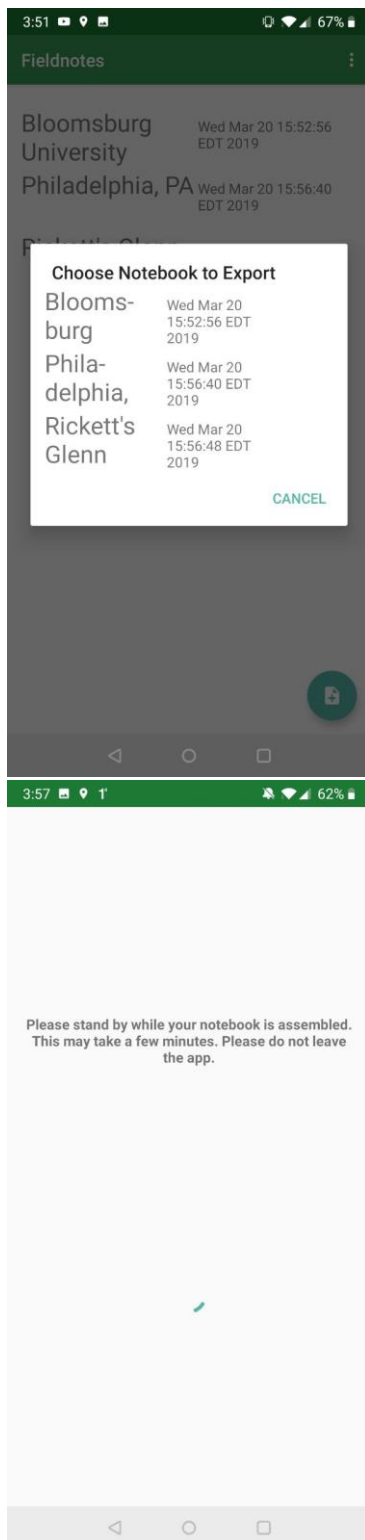 3:51 67%
Fieldnotes
Bloomsburg
University
Wed Mar 20 15:52:56
EDT 2019
Philadelphia, PA
Wed Mar 20 15:56:40
EDT 2019
Choose Notebook to Export
Blooms-
burg
Wed Mar 20
15:52:56 EDT
2019
Phila-
delphia,
Wed Mar 20
15:56:40 EDT
2019
Rickett's
Glenn
Wed Mar 20
15:56:48 EDT
2019
CANCEL
3:57 1° 62%
Please stand by while your notebook is assembled.
This may take a few minutes. Please do not leave
the app.